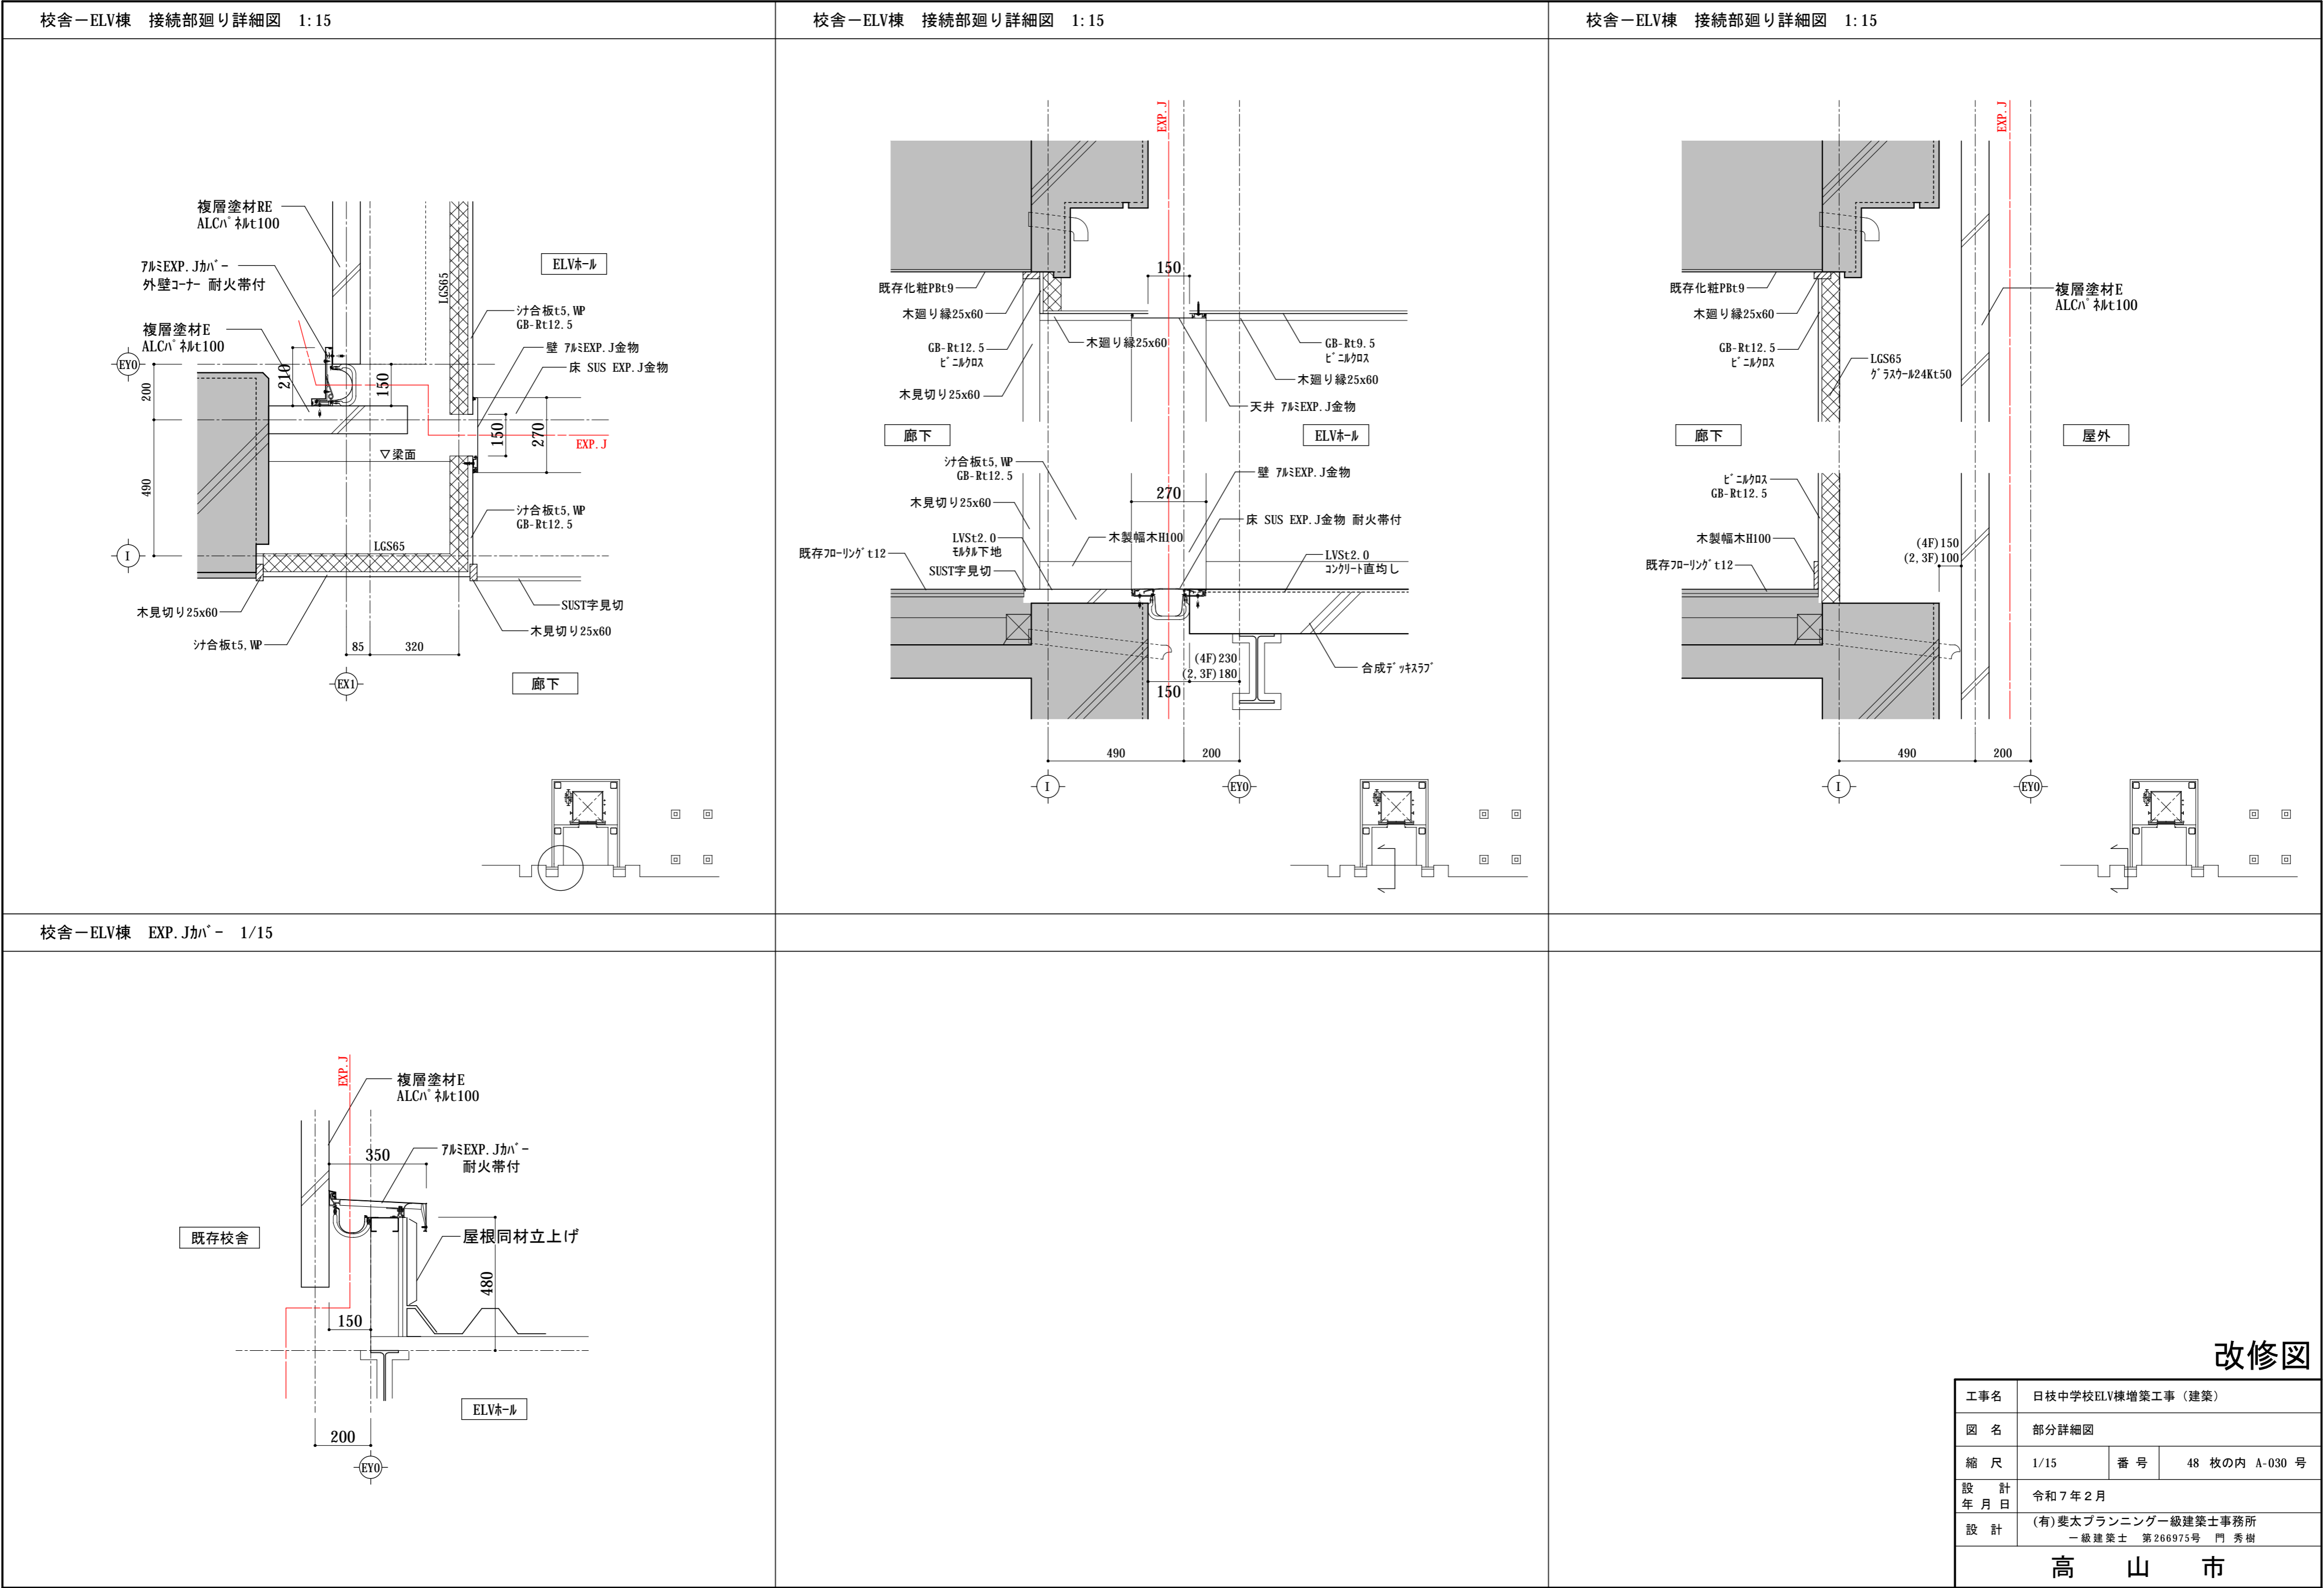 校舎－ELV棟　接続部廻り詳細図　1:15
複層塗材RE
ALCﾊﾟﾈﾙt100
ｱﾙﾐEXP.Jｶﾊﾞｰ
外壁ｺｰﾅｰ 耐火帯付
複層塗材E
ALCﾊﾟﾈﾙt100
LGS65
ELVﾎｰﾙ
ｼﾅ合板t5,WP
GB-Rt12.5
壁 ｱﾙﾐEXP.J金物
床 SUS EXP.J金物
EY0
200
210
150
150
270
EXP.J
▽梁面
490
ｼﾅ合板t5,WP
GB-Rt12.5
I
LGS65
木見切り25x60
SUST字見切
木見切り25x60
ｼﾅ合板t5,WP
85
320
EX1
廊下
校舎－ELV棟　接続部廻り詳細図　1:15
EXP.J
150
既存化粧PBt9
木廻り縁25x60
木廻り縁25x60
GB-Rt12.5
ﾋﾞﾆﾙｸﾛｽ
GB-Rt9.5
ﾋﾞﾆﾙｸﾛｽ
木廻り縁25x60
木見切り25x60
天井 ｱﾙﾐEXP.J金物
廊下
ELVﾎｰﾙ
ｼﾅ合板t5,WP
GB-Rt12.5
壁 ｱﾙﾐEXP.J金物
270
木見切り25x60
床 SUS EXP.J金物 耐火帯付
LVSt2.0
ﾓﾙﾀﾙ下地
木製幅木H100
既存ﾌﾛｰﾘﾝｸﾞt12
SUST字見切
LVSt2.0
ｺﾝｸﾘｰﾄ直均し
(4F)230
(2,3F)180
150
合成ﾃﾞｯｷｽﾗﾌﾞ
490
200
I
EY0
校舎－ELV棟　接続部廻り詳細図　1:15
EXP.J
既存化粧PBt9
木廻り縁25x60
複層塗材E
ALCﾊﾟﾈﾙt100
GB-Rt12.5
ﾋﾞﾆﾙｸﾛｽ
LGS65
ｸﾞﾗｽｳｰﾙ24Kt50
廊下
屋外
ﾋﾞﾆﾙｸﾛｽ
GB-Rt12.5
木製幅木H100
(4F)150
(2,3F)100
既存ﾌﾛｰﾘﾝｸﾞt12
490
200
I
EY0
校舎－ELV棟　EXP.Jｶﾊﾞｰ　1/15
EXP.J
複層塗材E
ALCﾊﾟﾈﾙt100
350
ｱﾙﾐEXP.Jｶﾊﾞｰ
耐火帯付
既存校舎
屋根同材立上げ
480
150
ELVﾎｰﾙ
200
EY0
改修図
工事名　日枝中学校ELV棟増築工事（建築）
図　名　部分詳細図
縮　尺　1/15　番 号　48 枚の内 A-030 号
設　計
年 月 日　令和７年２月
設　計　(有)斐太プランニング一級建築士事務所
一級建築士　第266975号　門 秀樹
高　山　市